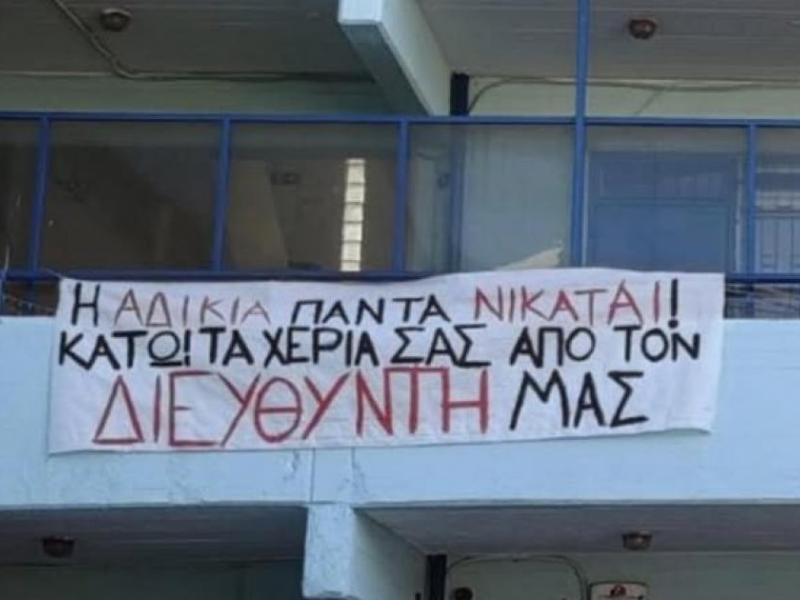 Η ΑΔΙΚΙΑ ΠΑΝΤΑ ΝΙΚΑΤΑΙ!
ΚΑΤΩ! ΤΑ ΧΕΡΙΑ ΣΑΣ ΑΠΟ ΤΟΝ
ΔΙΕΥΘΥΝΤΗ ΜΑΣ